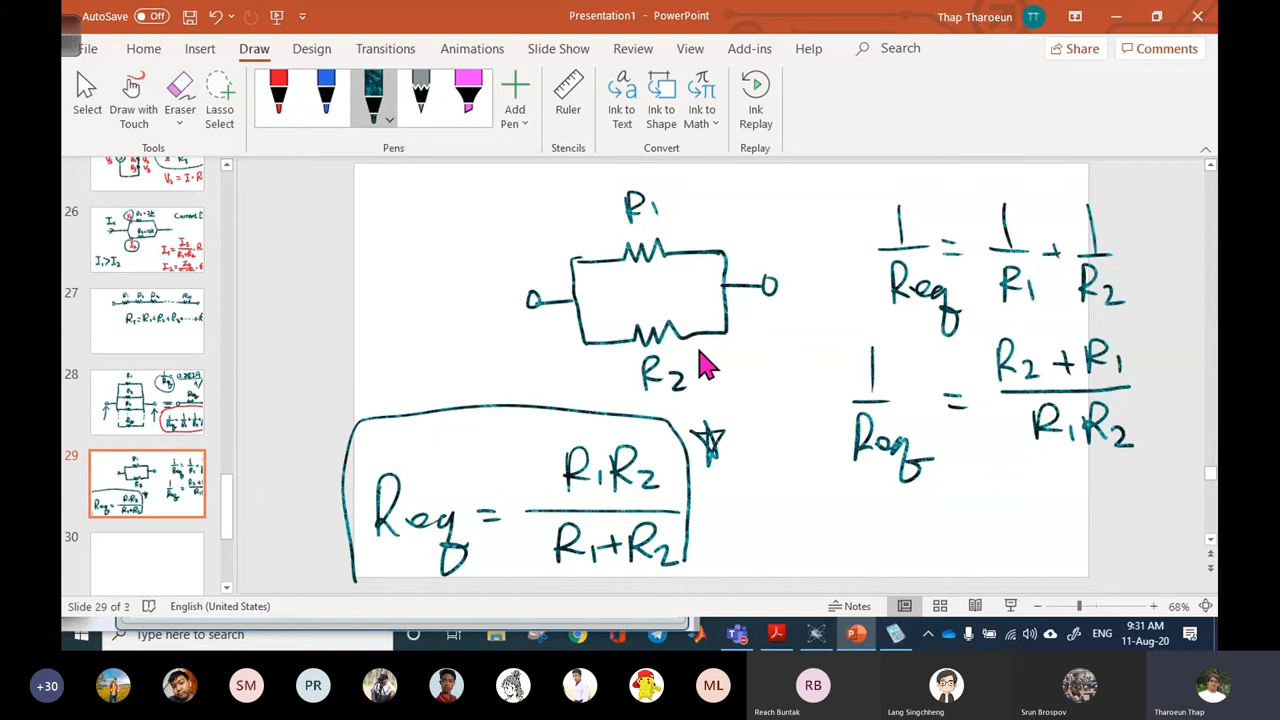 AutoSave Off
Presentation1 - PowerPoint
Thap Tharoeun TT
File Home Insert Draw Design Transitions Animations Slide Show Review View Add-ins Help Search
Share Comments
Select Draw with Touch Eraser Lasso Select
Add Pen
Ruler
Ink to Text Ink to Shape Ink to Math
Ink Replay
Tools Pens Stencils Convert Replay
26
27
28
29
30
R1
R2
1/Req = 1/R1 + 1/R2
1/Req = R2 + R1 / R1R2
Req = R1R2 / R1+R2
Slide 29 of 3
English (United States)
Notes
68%
Type here to search
ENG
9:31 AM
11-Aug-20
+30
SM
PR
ML
RB
Reach Buntak
Lang Singchheng
Srun Brospov
Tharoeun Thap